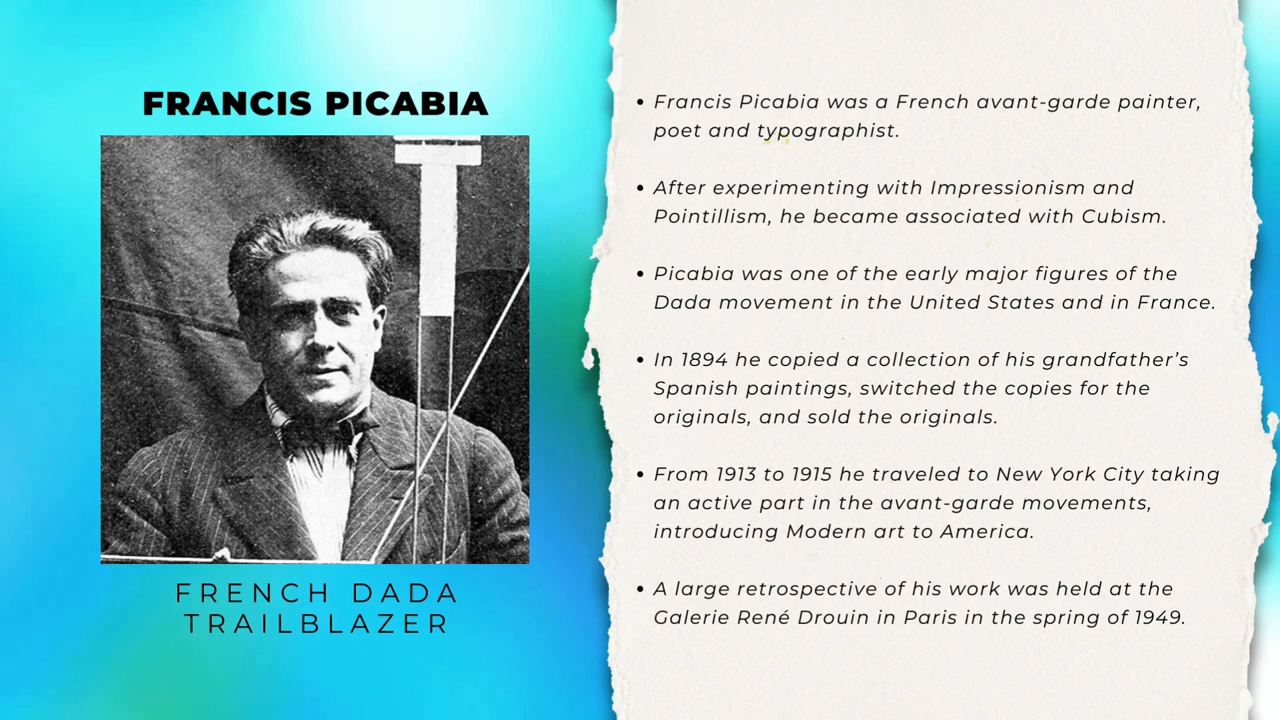 FRANCIS PICABIA
FRENCH DADA
TRAILBLAZER
• Francis Picabia was a French avant-garde painter,
poet and typographist.
• After experimenting with Impressionism and
Pointillism, he became associated with Cubism.
• Picabia was one of the early major figures of the
Dada movement in the United States and in France.
• In 1894 he copied a collection of his grandfather’s
Spanish paintings, switched the copies for the
originals, and sold the originals.
• From 1913 to 1915 he traveled to New York City taking
an active part in the avant-garde movements,
introducing Modern art to America.
• A large retrospective of his work was held at the
Galerie René Drouin in Paris in the spring of 1949.